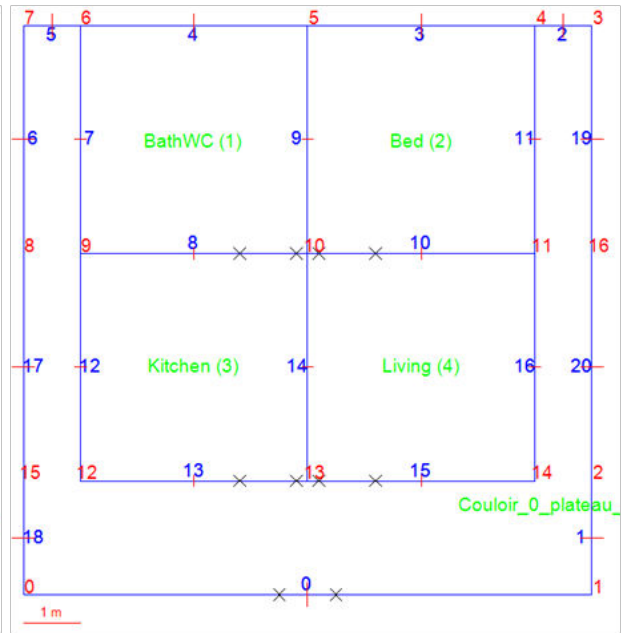 7 6 5 4 3
5 4 3 2
6 7 BathWC (1) 9 Bed (2) 11 19
8 9 8 10 10 11 16
17 12 Kitchen (3) 14 Living (4) 16 20
15 12 13 13 15 14 2
Couloir_0_plateau_
18 1
0 0 1
1 m